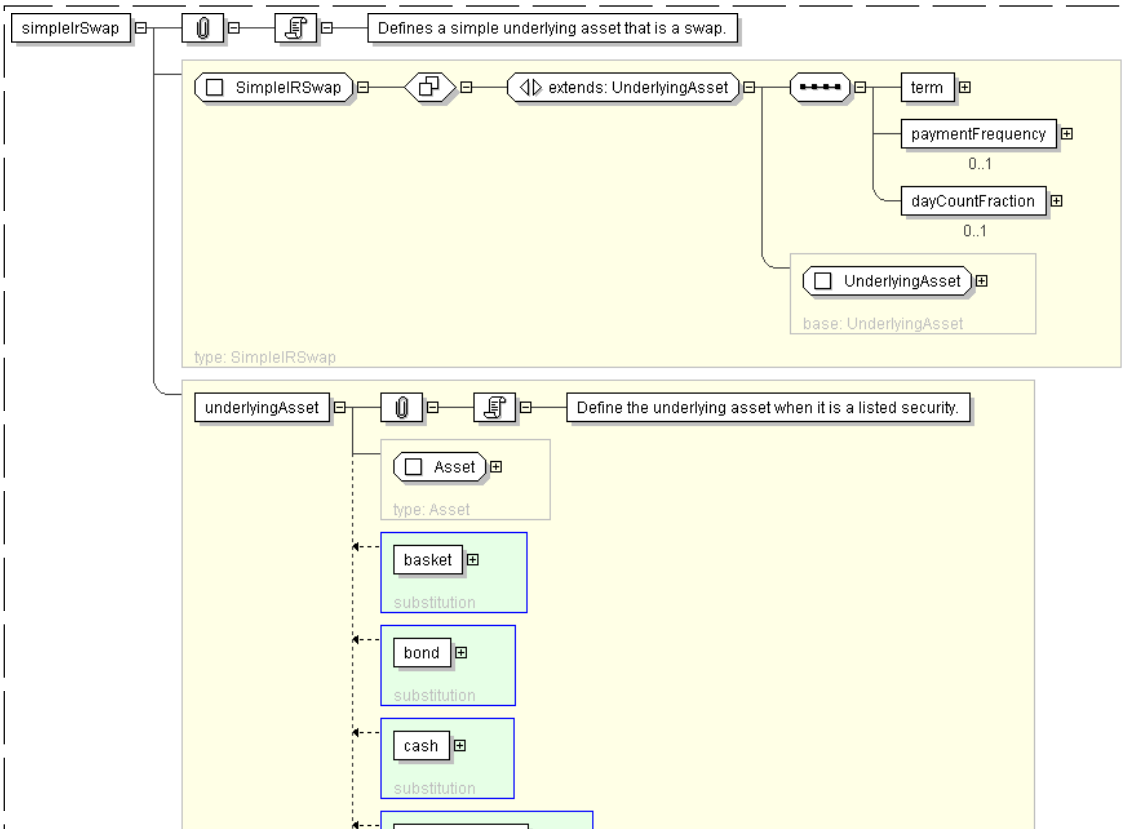 simpleIrSwap
Defines a simple underlying asset that is a swap.
SimpleIRSwap
extends: UnderlyingAsset
term
paymentFrequency
0..1
dayCountFraction
0..1
UnderlyingAsset
base: UnderlyingAsset
type: SimpleIRSwap
underlyingAsset
Define the underlying asset when it is a listed security.
Asset
type: Asset
basket
substitution
bond
substitution
cash
substitution